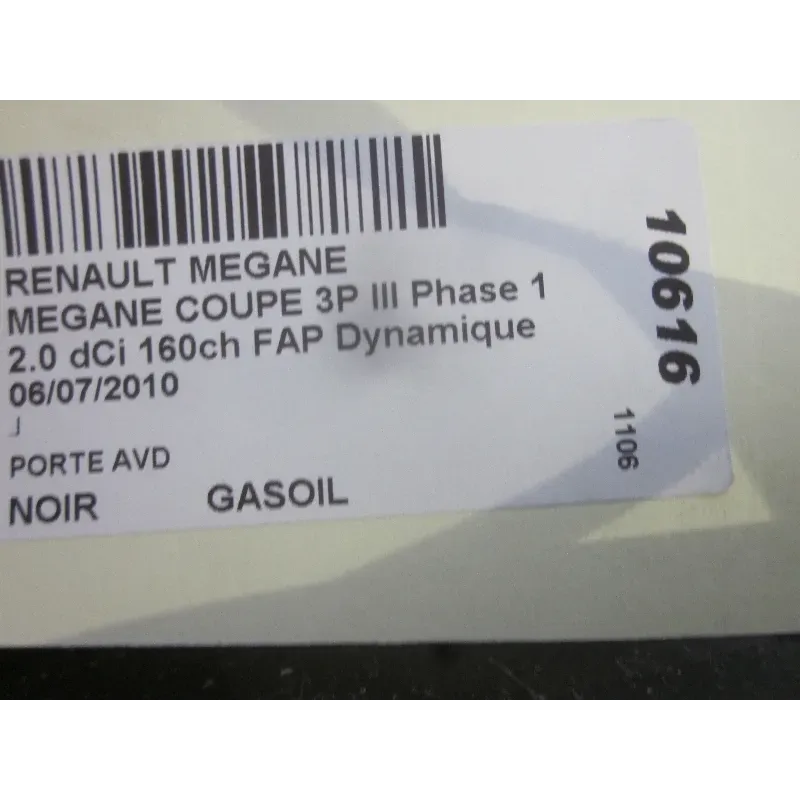 RENAULT MEGANE
MEGANE COUPE 3P III Phase 1
2.0 dCi 160ch FAP Dynamique
06/07/2010
J
PORTE AVD
NOIR GASOIL
10616
1106